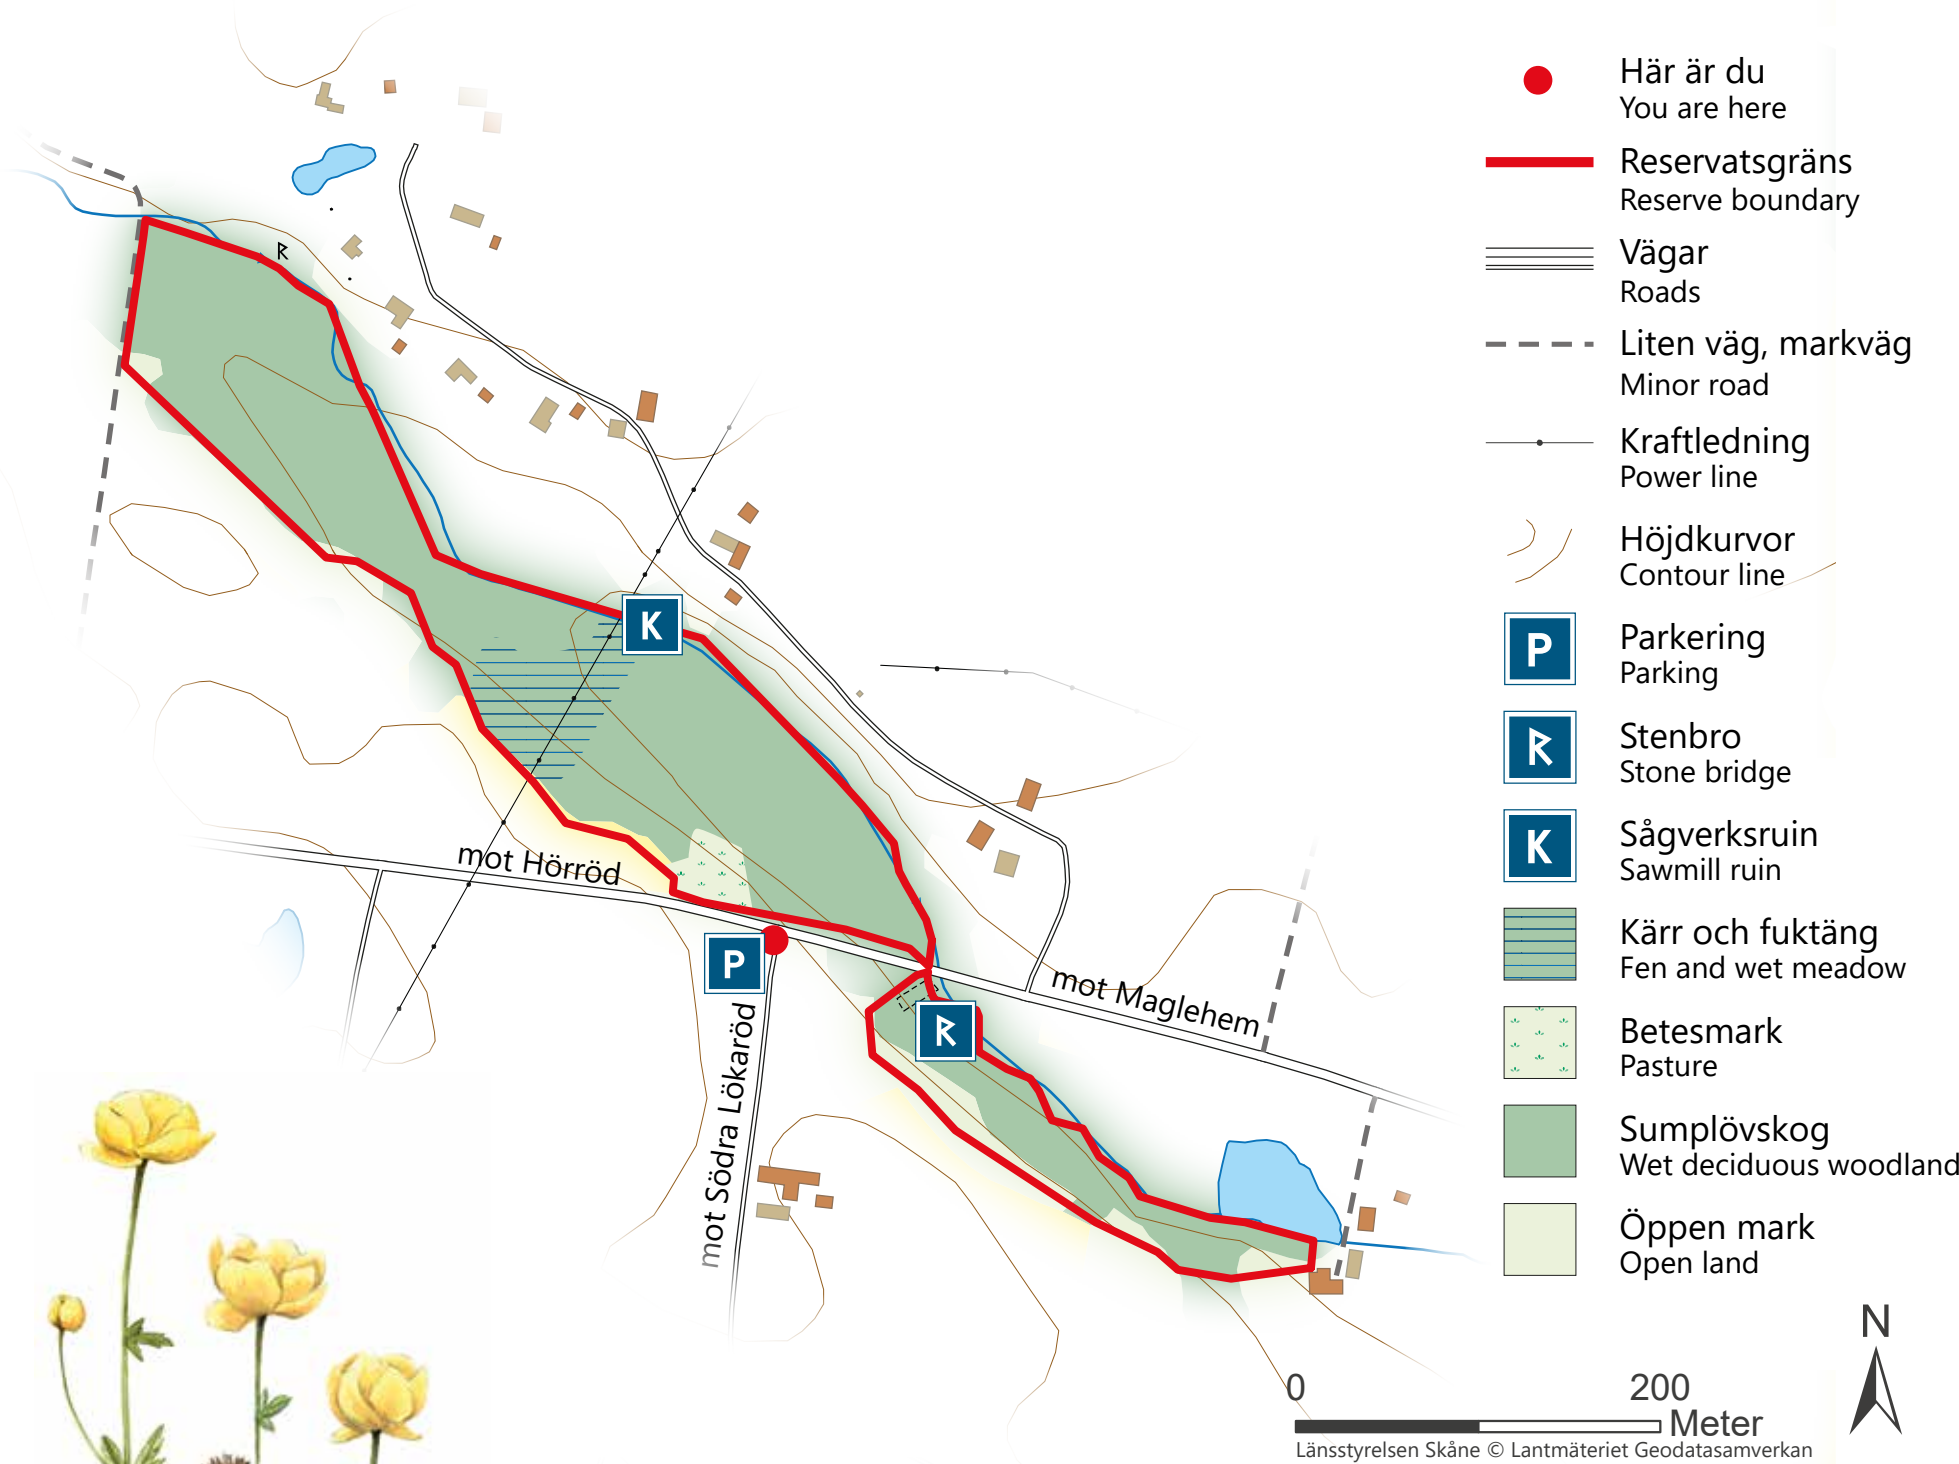 Här är du
You are here
Reservatsgräns
Reserve boundary
Vägar
Roads
Liten väg, markväg
Minor road
Kraftledning
Power line
Höjdkurvor
Contour line
P
Parkering
Parking
R
Stenbro
Stone bridge
K
Sågverksruin
Sawmill ruin
Kärr och fuktäng
Fen and wet meadow
Betesmark
Pasture
Sumplövskog
Wet deciduous woodland
Öppen mark
Open land
R
K
mot Hörröd
P
mot Maglehem
R
mot Södra Lökaröd
N
0 200
Meter
Länsstyrelsen Skåne © Lantmäteriet Geodatasamverkan